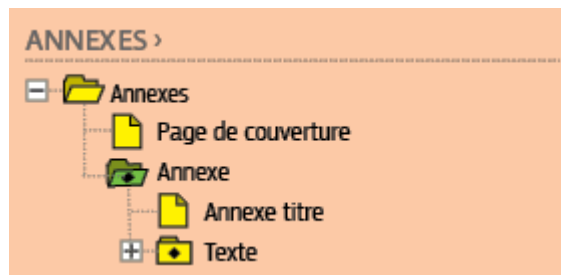 ANNEXES ›
Annexes
Page de couverture
Annexe
Annexe titre
Texte